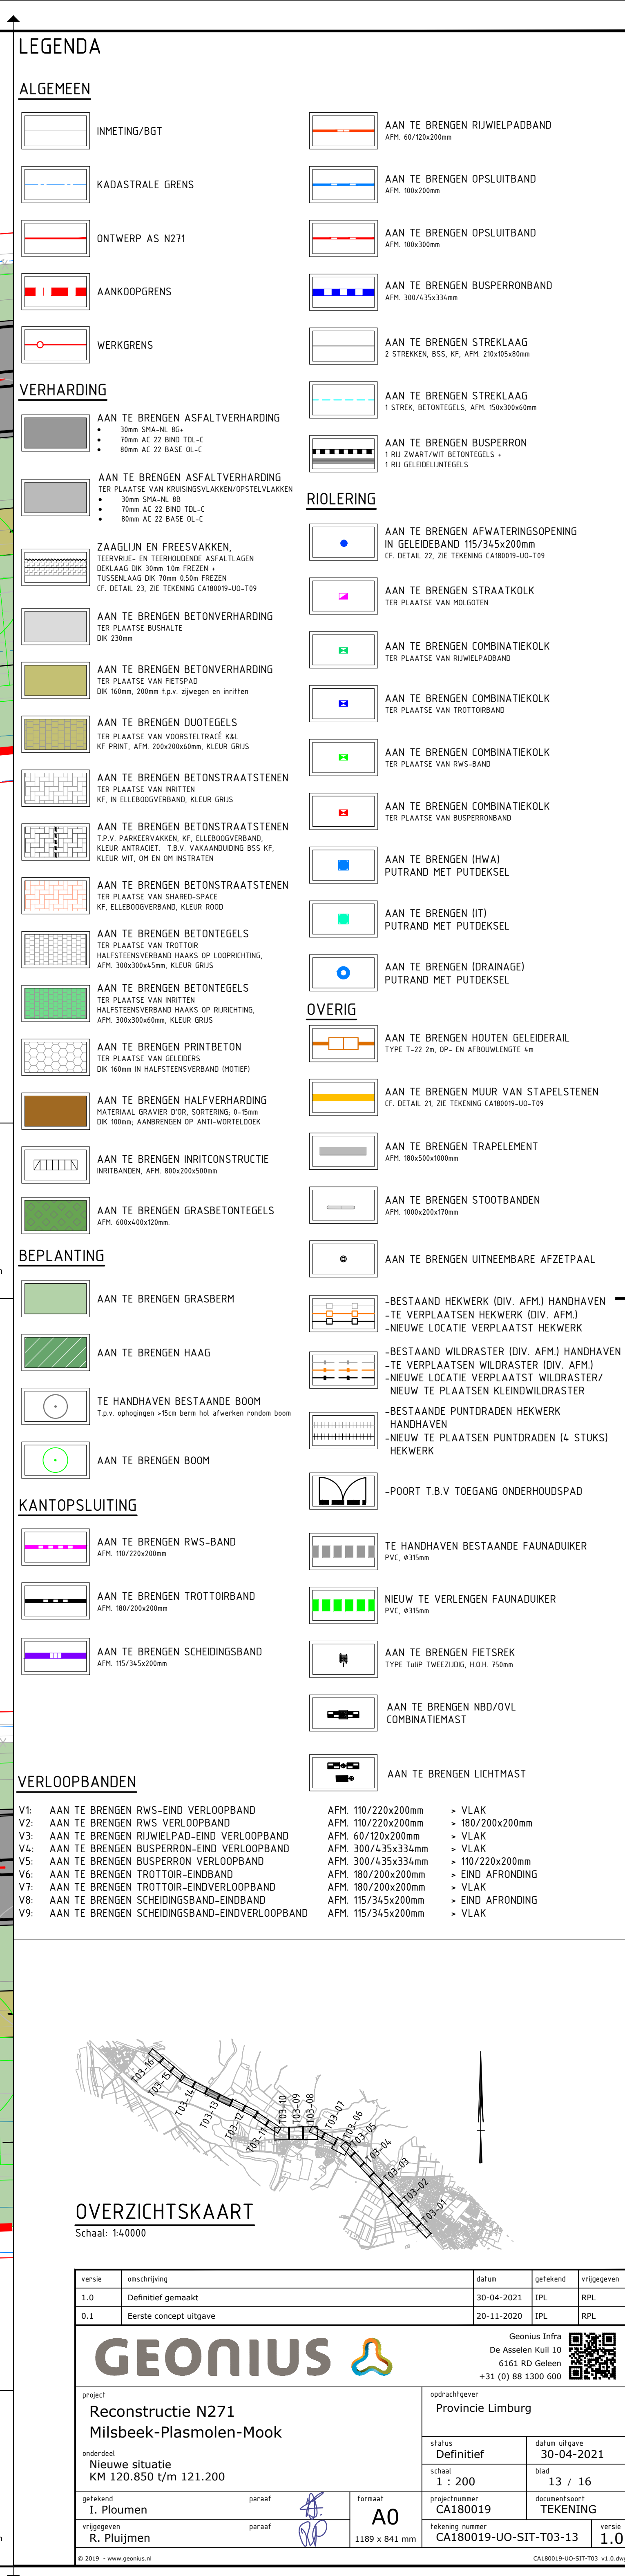 LEGENDA
ALGEMEEN
INMETING/BGT
KADASTRALE GRENS
ONTWERP AS N271
AANKOOPGRENS
WERKGRENS
VERHARDING
AAN TE BRENGEN ASFALTVERHARDING
• 30mm SMA-NL 8G+
• 70mm AC 22 BIND TDL-C
• 80mm AC 22 BASE OL-C
AAN TE BRENGEN ASFALTVERHARDING
TER PLAATSE VAN KRUISINGSVLAKKEN/OPSTELVLAKKEN
• 30mm SMA-NL 8B
• 70mm AC 22 BIND TDL-C
• 80mm AC 22 BASE OL-C
ZAAGLIJN EN FREESVAKKEN,
TEERVRIJE- EN TEERHOUDENDE ASFALTLAGEN
DEKLAAG DIK 30mm 1.0m FREZEN +
TUSSENLAAG DIK 70mm 0.50m FREZEN
CF. DETAIL 23, ZIE TEKENING CA180019-UO-T09
AAN TE BRENGEN BETONVERHARDING
TER PLAATSE BUSHALTE
DIK 230mm
AAN TE BRENGEN BETONVERHARDING
TER PLAATSE VAN FIETSPAD
DIK 160mm, 200mm t.p.v. zijwegen en inritten
AAN TE BRENGEN DUOTEGELS
TER PLAATSE VAN VOORSTELTRACÉ K&L
KF PRINT, AFM. 200x200x60mm, KLEUR GRIJS
AAN TE BRENGEN BETONSTRAATSTENEN
TER PLAATSE VAN INRITTEN
KF, IN ELLEBOOGVERBAND, KLEUR GRIJS
AAN TE BRENGEN BETONSTRAATSTENEN
T.P.V. PARKEERVAKKEN, KF, ELLEBOOGVERBAND,
KLEUR ANTRACIET. T.B.V. VAKAANDUIDING BSS KF,
KLEUR WIT, OM EN OM INSTRATEN
AAN TE BRENGEN BETONSTRAATSTENEN
TER PLAATSE VAN SHARED-SPACE
KF, ELLEBOOGVERBAND, KLEUR ROOD
AAN TE BRENGEN BETONTEGELS
TER PLAATSE VAN TROTTOIR
HALFSTEENSVERBAND HAAKS OP LOOPRICHTING,
AFM. 300x300x45mm, KLEUR GRIJS
AAN TE BRENGEN BETONTEGELS
TER PLAATSE VAN INRITTEN
HALFSTEENSVERBAND HAAKS OP RIJRICHTING,
AFM. 300x300x60mm, KLEUR GRIJS
AAN TE BRENGEN PRINTBETON
TER PLAATSE VAN GELEIDERS
DIK 160mm IN HALFSTEENSVERBAND (MOTIEF)
AAN TE BRENGEN HALFVERHARDING
MATERIAAL GRAVIER D'OR, SORTERING; 0-15mm
DIK 100mm; AANBRENGEN OP ANTI-WORTELDOEK
AAN TE BRENGEN INRITCONSTRUCTIE
INRITBANDEN, AFM. 800x200x500mm
AAN TE BRENGEN GRASBETONTEGELS
AFM. 600x400x120mm.
BEPLANTING
AAN TE BRENGEN GRASBERM
AAN TE BRENGEN HAAG
TE HANDHAVEN BESTAANDE BOOM
T.p.v. ophogingen >15cm berm hol afwerken rondom boom
AAN TE BRENGEN BOOM
KANTOPSLUITING
AAN TE BRENGEN RWS-BAND
AFM. 110/220x200mm
AAN TE BRENGEN TROTTOIRBAND
AFM. 180/200x200mm
AAN TE BRENGEN SCHEIDINGSBAND
AFM. 115/345x200mm
AAN TE BRENGEN RIJWIELPADBAND
AFM. 60/120x200mm
AAN TE BRENGEN OPSLUITBAND
AFM. 100x200mm
AAN TE BRENGEN OPSLUITBAND
AFM. 100x300mm
AAN TE BRENGEN BUSPERRONBAND
AFM. 300/435x334mm
AAN TE BRENGEN STREKLAAG
2 STREKKEN, BSS, KF, AFM. 210x105x80mm
AAN TE BRENGEN STREKLAAG
1 STREK, BETONTEGELS, AFM. 150x300x60mm
AAN TE BRENGEN BUSPERRON
1 RIJ ZWART/WIT BETONTEGELS +
1 RIJ GELEIDELIJNTEGELS
RIOLERING
AAN TE BRENGEN AFWATERINGSOPENING
IN GELEIDEBAND 115/345x200mm
CF. DETAIL 22, ZIE TEKENING CA180019-UO-T09
AAN TE BRENGEN STRAATKOLK
TER PLAATSE VAN MOLGOTEN
AAN TE BRENGEN COMBINATIEKOLK
TER PLAATSE VAN RIJWIELPADBAND
AAN TE BRENGEN COMBINATIEKOLK
TER PLAATSE VAN TROTTOIRBAND
AAN TE BRENGEN COMBINATIEKOLK
TER PLAATSE VAN RWS-BAND
AAN TE BRENGEN COMBINATIEKOLK
TER PLAATSE VAN BUSPERRONBAND
AAN TE BRENGEN (HWA)
PUTRAND MET PUTDEKSEL
AAN TE BRENGEN (IT)
PUTRAND MET PUTDEKSEL
AAN TE BRENGEN (DRAINAGE)
PUTRAND MET PUTDEKSEL
OVERIG
AAN TE BRENGEN HOUTEN GELEIDERAIL
TYPE T-22 2m, OP- EN AFBOUWLENGTE 4m
AAN TE BRENGEN MUUR VAN STAPELSTENEN
CF. DETAIL 21, ZIE TEKENING CA180019-UO-T09
AAN TE BRENGEN TRAPELEMENT
AFM. 180x500x1000mm
AAN TE BRENGEN STOOTBANDEN
AFM. 1000x200x170mm
AAN TE BRENGEN UITNEEMBARE AFZETPAAL
-BESTAAND HEKWERK (DIV. AFM.) HANDHAVEN
-TE VERPLAATSEN HEKWERK (DIV. AFM.)
-NIEUWE LOCATIE VERPLAATST HEKWERK
-BESTAAND WILDRASTER (DIV. AFM.) HANDHAVEN
-TE VERPLAATSEN WILDRASTER (DIV. AFM.)
-NIEUWE LOCATIE VERPLAATST WILDRASTER/
NIEUW TE PLAATSEN KLEINDWILDRASTER
-BESTAANDE PUNTDRADEN HEKWERK
HANDHAVEN
-NIEUW TE PLAATSEN PUNTDRADEN (4 STUKS)
HEKWERK
-POORT T.B.V TOEGANG ONDERHOUDSPAD
TE HANDHAVEN BESTAANDE FAUNADUIKER
PVC, Ø315mm
NIEUW TE VERLENGEN FAUNADUIKER
PVC, Ø315mm
AAN TE BRENGEN FIETSREK
TYPE TuliP TWEEZIJDIG, H.O.H. 750mm
AAN TE BRENGEN NBD/OVL
COMBINATIEMAST
AAN TE BRENGEN LICHTMAST
VERLOOPBANDEN
V1: AAN TE BRENGEN RWS-EIND VERLOOPBAND AFM. 110/220x200mm > VLAK
V2: AAN TE BRENGEN RWS VERLOOPBAND AFM. 110/220x200mm > 180/200x200mm
V3: AAN TE BRENGEN RIJWIELPAD-EIND VERLOOPBAND AFM. 60/120x200mm > VLAK
V4: AAN TE BRENGEN BUSPERRON-EIND VERLOOPBAND AFM. 300/435x334mm > VLAK
V5: AAN TE BRENGEN BUSPERRON VERLOOPBAND AFM. 300/435x334mm > 110/220x200mm
V6: AAN TE BRENGEN TROTTOIR-EINDBAND AFM. 180/200x200mm > EIND AFRONDING
V7: AAN TE BRENGEN TROTTOIR-EINDVERLOOPBAND AFM. 180/200x200mm > VLAK
V8: AAN TE BRENGEN SCHEIDINGSBAND-EINDBAND AFM. 115/345x200mm > EIND AFRONDING
V9: AAN TE BRENGEN SCHEIDINGSBAND-EINDVERLOOPBAND AFM. 115/345x200mm > VLAK
T03-16
T03-15
T03-14
T03-13
T03-12
T03-11
T03-10
T03-09
T03-08
T03-07
T03-06
T03-05
T03-04
T03-03
T03-02
T03-01
OVERZICHTSKAART
Schaal: 1:40000
versie omschrijving datum getekend vrijgegeven
1.0 Definitief gemaakt 30-04-2021 IPL RPL
0.1 Eerste concept uitgave 20-11-2020 IPL RPL
GEONIUS
Geonius Infra
De Asselen Kuil 10
6161 RD Geleen
+31 (0) 88 1300 600
project
Reconstructie N271
Milsbeek-Plasmolen-Mook
onderdeel
Nieuwe situatie
KM 120.850 t/m 121.200
opdrachtgever
Provincie Limburg
status
Definitief
datum uitgave
30-04-2021
schaal
1 : 200
blad
13 / 16
getekend paraaf
I. Ploumen
vrijgegeven paraaf
R. Pluijmen
formaat
A0
1189 x 841 mm
projectnummer
CA180019
documentsoort
TEKENING
tekening nummer
CA180019-UO-SIT-T03-13
versie
1.0
© 2019 - www.geonius.nl
CA180019-UO-SIT-T03_v1.0.dwg